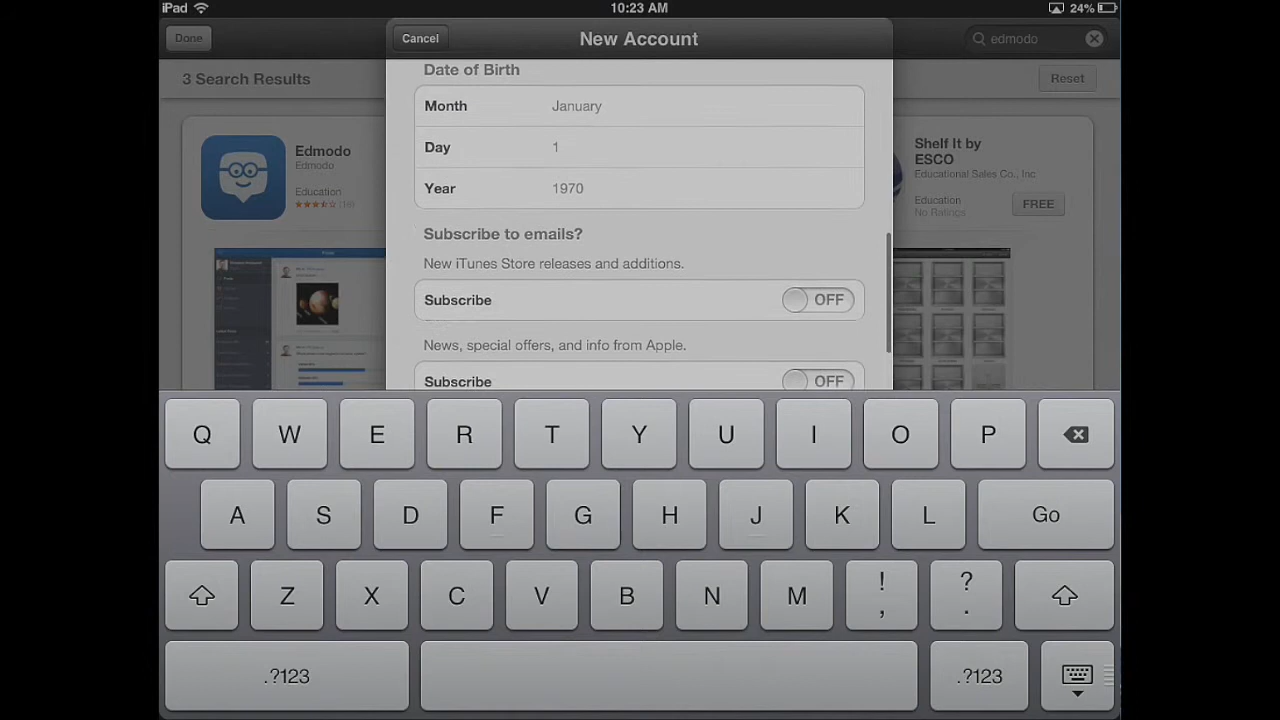 iPad
10:23 AM
24%
Done
Cancel
New Account
edmodo
3 Search Results
Reset
Edmodo
Edmodo
Education
(16)
Date of Birth
Month January
Day 1
Year 1970
Subscribe to emails?
New iTunes Store releases and additions.
Subscribe OFF
News, special offers, and info from Apple.
Subscribe OFF
Shelf It by
ESCO
Educational Sales Co., Inc
Education
No Ratings
FREE
Q W E R T Y U I O P
A S D F G H J K L Go
Z X C V B N M ! , ? .
.?123 .?123